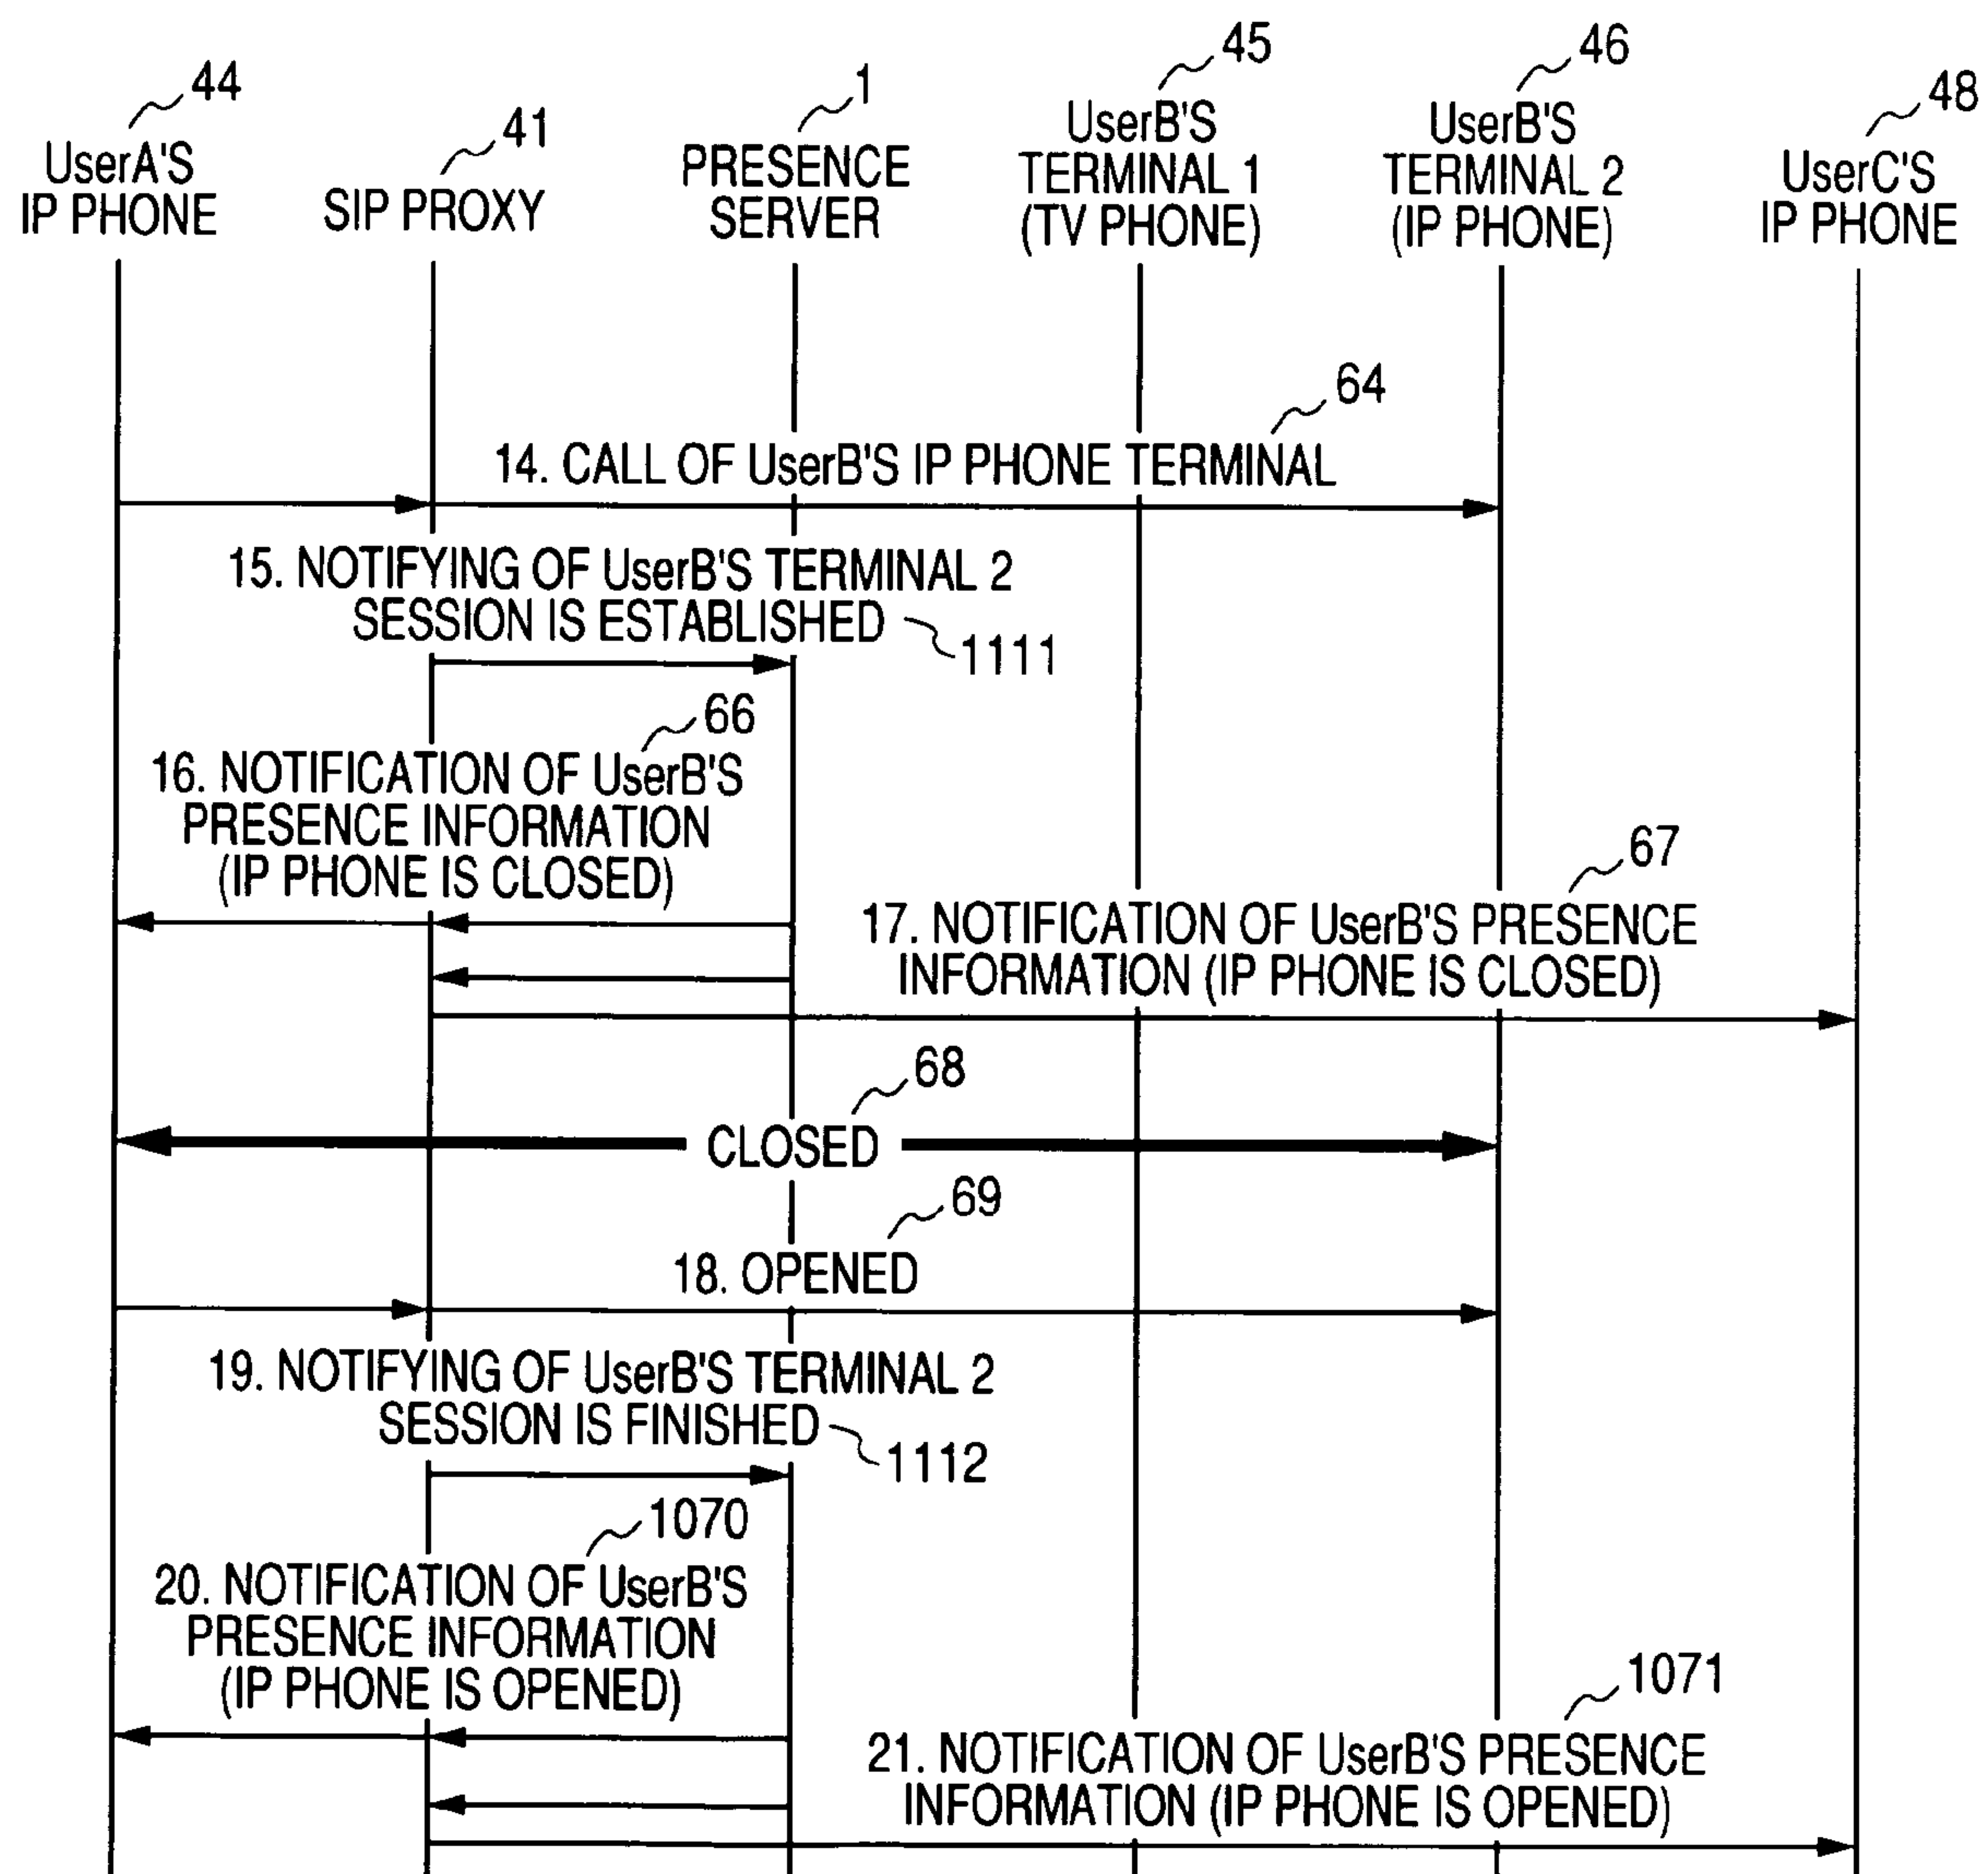 44
UserA'S
IP PHONE
41
SIP PROXY
1
PRESENCE
SERVER
45
UserB'S
TERMINAL 1
(TV PHONE)
46
UserB'S
TERMINAL 2
(IP PHONE)
48
UserC'S
IP PHONE
64
14. CALL OF UserB'S IP PHONE TERMINAL
15. NOTIFYING OF UserB'S TERMINAL 2
SESSION IS ESTABLISHED
1111
66
16. NOTIFICATION OF UserB'S
PRESENCE INFORMATION
(IP PHONE IS CLOSED)
67
17. NOTIFICATION OF UserB'S PRESENCE
INFORMATION (IP PHONE IS CLOSED)
68
CLOSED
69
18. OPENED
19. NOTIFYING OF UserB'S TERMINAL 2
SESSION IS FINISHED
1112
1070
20. NOTIFICATION OF UserB'S
PRESENCE INFORMATION
(IP PHONE IS OPENED)
1071
21. NOTIFICATION OF UserB'S PRESENCE
INFORMATION (IP PHONE IS OPENED)